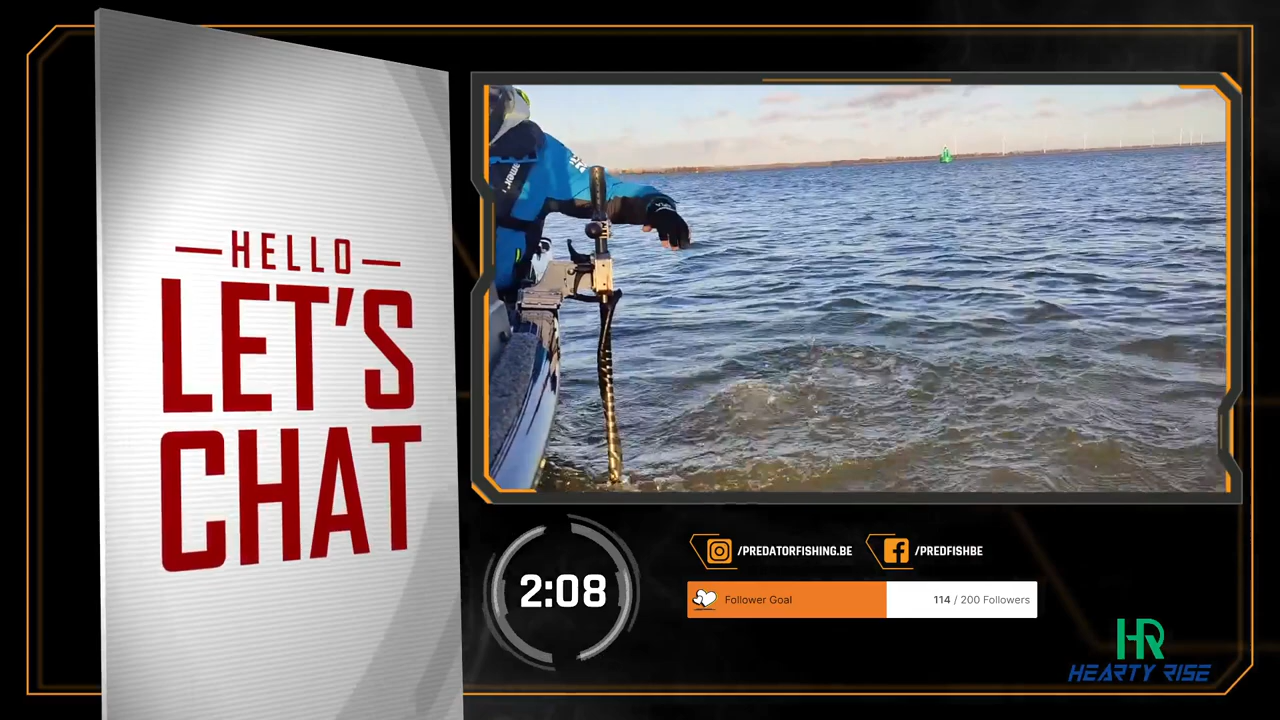 HELLO
LET'S
CHAT
2:08
/PREDATORFISHING.BE
/PREDFISHBE
Follower Goal
114 / 200 Followers
HR
HEARTY RISE